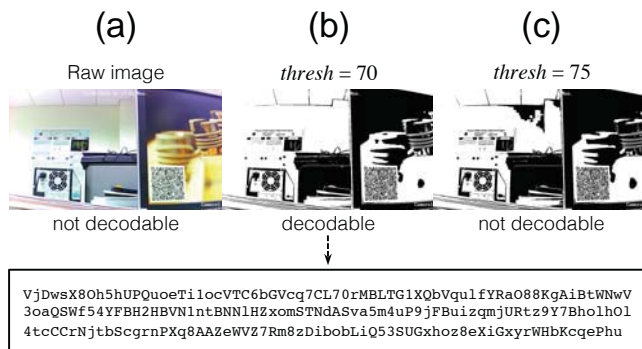 (a) (b) (c)
Raw image thresh = 70 thresh = 75
not decodable decodable not decodable
VjDwsX8Oh5hUPQuoeTi1ocVTC6bGVcq7CL70rMBLTG1XQbVqulfYRaO88KgAiBtWNwV
3oaQSWf54YFBH2HBVN1ntBNNlHZxomSTNdASva5m4uP9jFBuizqmjURtz9Y7BholhOl
4tcCCrNjtbScgrnPXq8AAZeWVZ7Rm8zDibobLiQ53SUGxhoz8eXiGxyrWHbKcqePhu